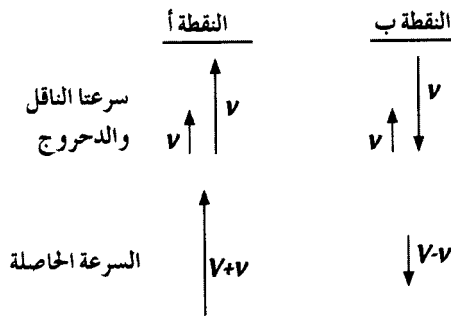 النقطة أ
النقطة ب
سرعتا الناقل
والدحروج
v
v
v
v
السرعة الحاصلة
V+v
V-v